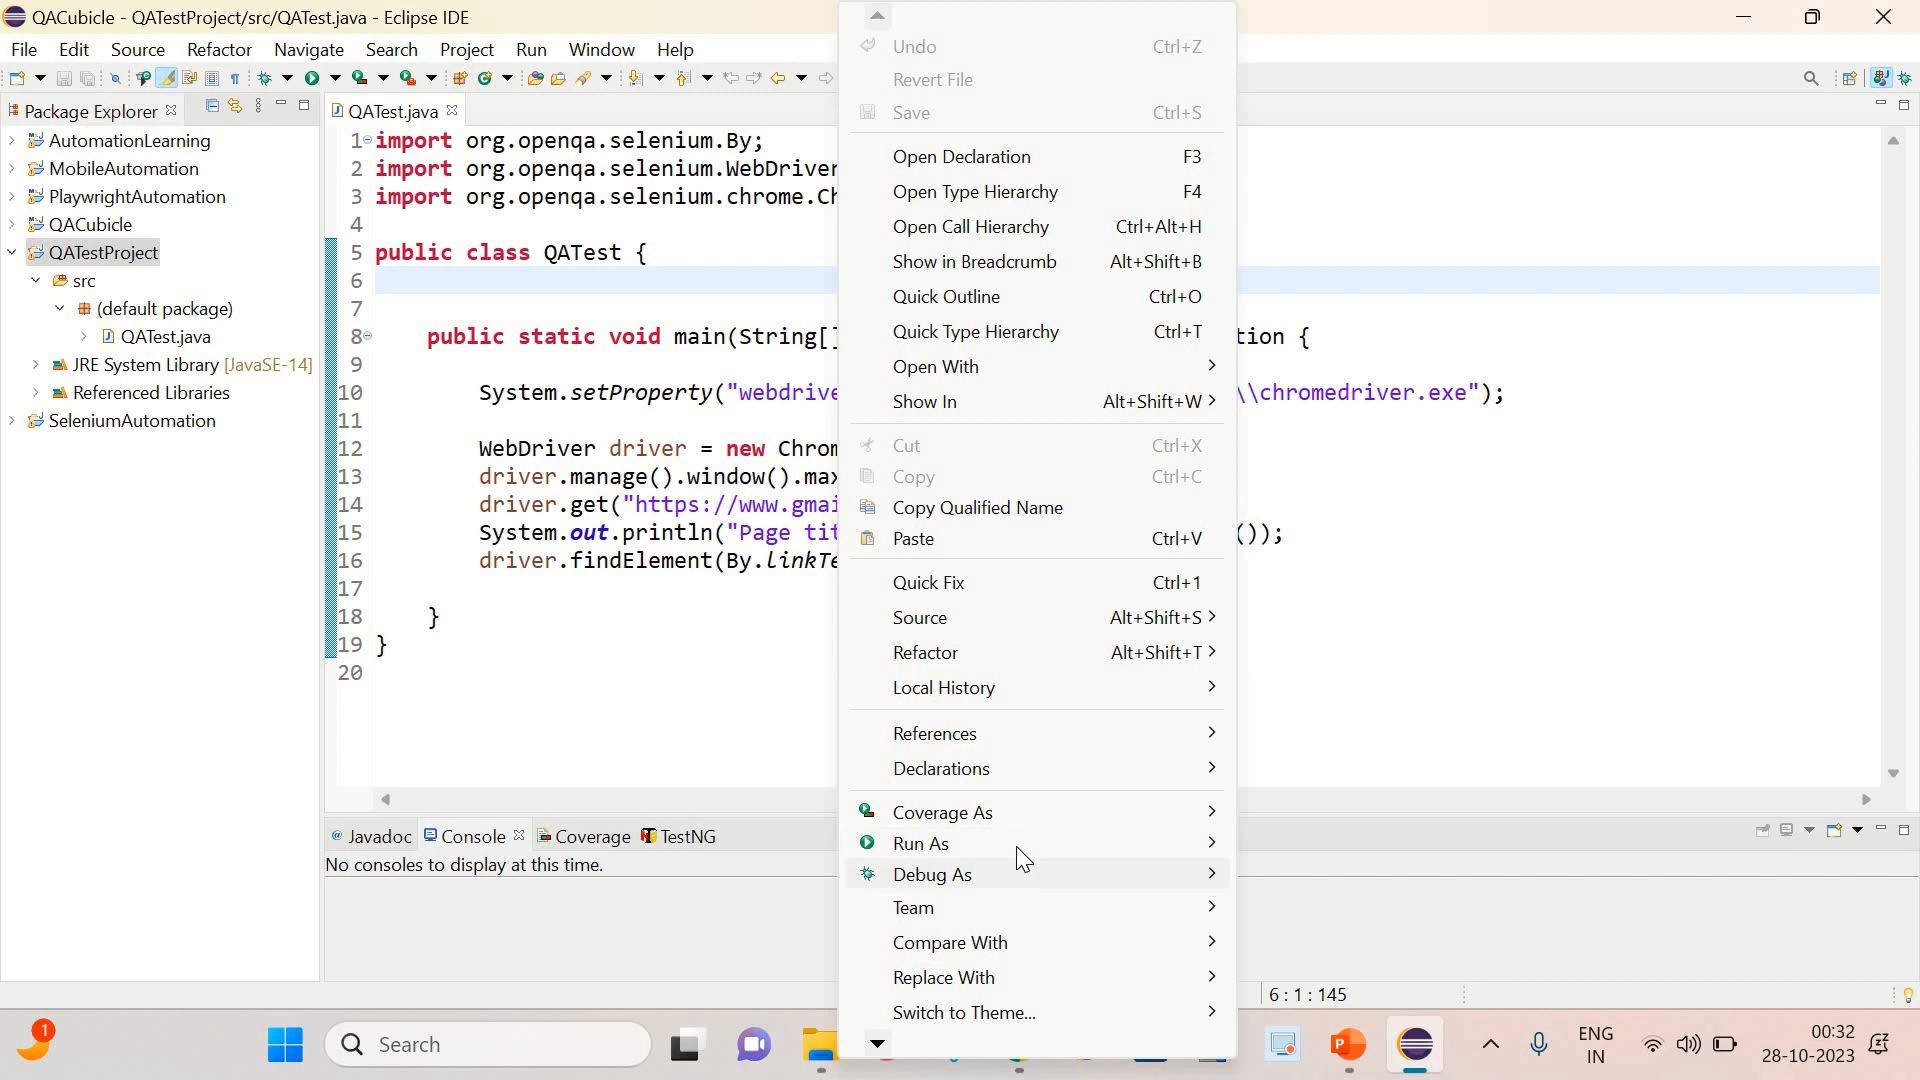 QACubicle - QATestProject/src/QATest.java - Eclipse IDE
File Edit Source Refactor Navigate Search Project Run Window Help
Package Explorer
AutomationLearning
MobileAutomation
PlaywrightAutomation
QACubicle
QATestProject
src
(default package)
QATest.java
JRE System Library [JavaSE-14]
Referenced Libraries
SeleniumAutomation
QATest.java
1 import org.openqa.selenium.By;
2 import org.openqa.selenium.WebDriver
3 import org.openqa.selenium.chrome.Ch
4
5 public class QATest {
6
7
8 public static void main(String[] tion {
9
10 System.setProperty("webdrive \\chromedriver.exe");
11
12 WebDriver driver = new Chrom
13 driver.manage().window().max
14 driver.get("https://www.gmai
15 System.out.println("Page tit ());
16 driver.findElement(By.linkTe
17
18 }
19 }
20
Undo Ctrl+Z
Revert File
Save Ctrl+S
Open Declaration F3
Open Type Hierarchy F4
Open Call Hierarchy Ctrl+Alt+H
Show in Breadcrumb Alt+Shift+B
Quick Outline Ctrl+O
Quick Type Hierarchy Ctrl+T
Open With
Show In Alt+Shift+W
Cut Ctrl+X
Copy Ctrl+C
Copy Qualified Name
Paste Ctrl+V
Quick Fix Ctrl+1
Source Alt+Shift+S
Refactor Alt+Shift+T
Local History
References
Declarations
Coverage As
Run As
Debug As
Team
Compare With
Replace With
Switch to Theme...
Javadoc Console Coverage TestNG
No consoles to display at this time.
6 : 1 : 145
1
Search
ENG
IN
00:32
28-10-2023